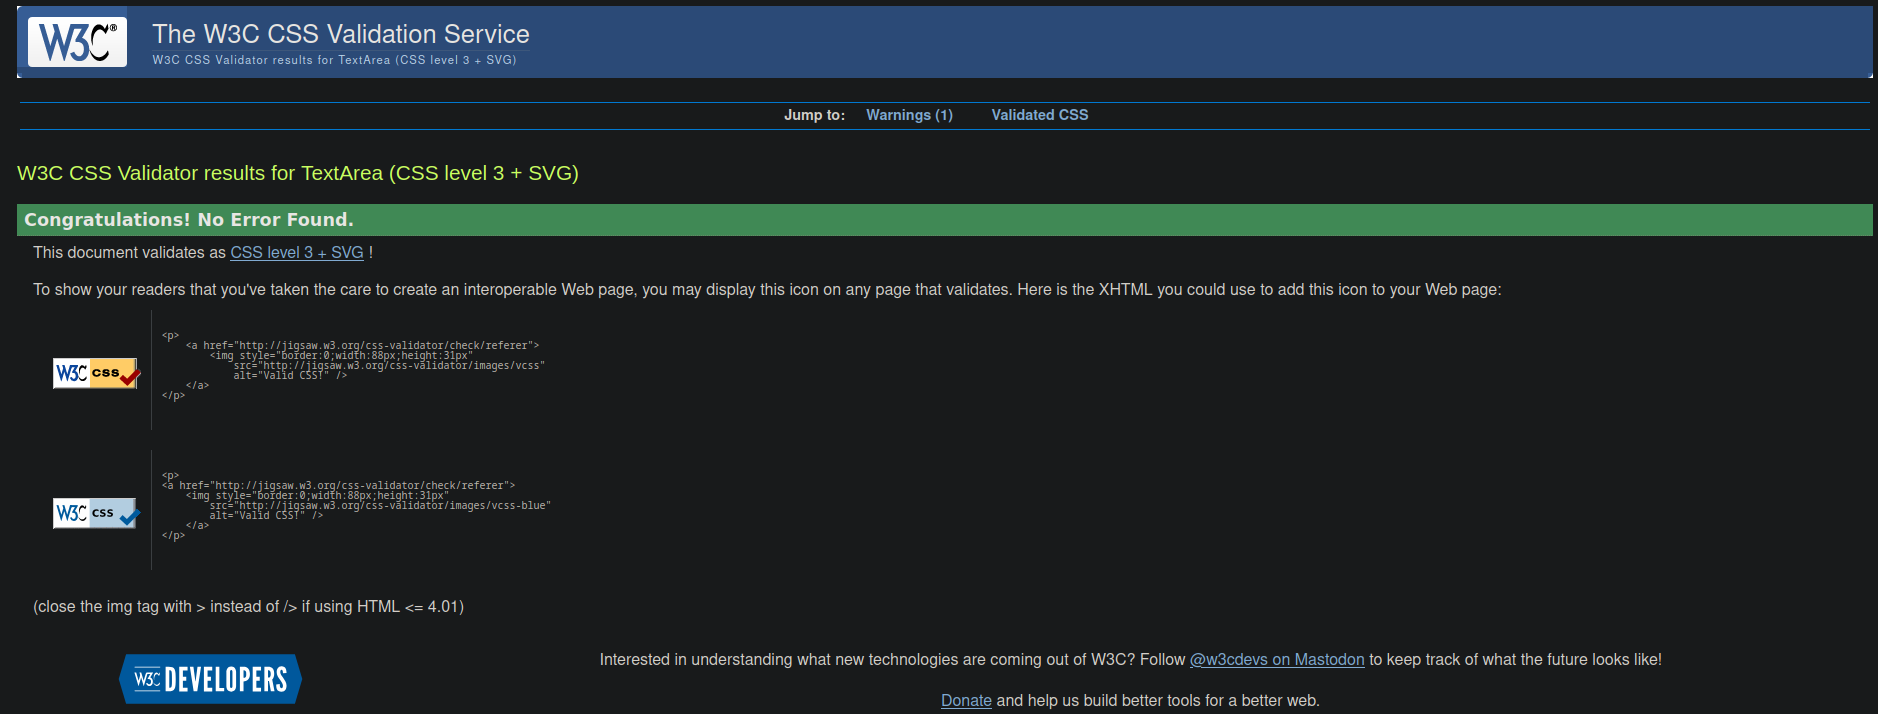 W3C®
The W3C CSS Validation Service
W3C CSS Validator results for TextArea (CSS level 3 + SVG)
Jump to: Warnings (1) Validated CSS
W3C CSS Validator results for TextArea (CSS level 3 + SVG)
Congratulations! No Error Found.
This document validates as CSS level 3 + SVG !
To show your readers that you've taken the care to create an interoperable Web page, you may display this icon on any page that validates. Here is the XHTML you could use to add this icon to your Web page:
W3C css
<p>
<a href="http://jigsaw.w3.org/css-validator/check/referer">
<img style="border:0;width:88px;height:31px"
src="http://jigsaw.w3.org/css-validator/images/vcss"
alt="Valid CSS!" />
</a>
</p>
W3C css
<p>
<a href="http://jigsaw.w3.org/css-validator/check/referer">
<img style="border:0;width:88px;height:31px"
src="http://jigsaw.w3.org/css-validator/images/vcss-blue"
alt="Valid CSS!" />
</a>
</p>
(close the img tag with > instead of /> if using HTML <= 4.01)
W3C DEVELOPERS
Interested in understanding what new technologies are coming out of W3C? Follow @w3cdevs on Mastodon to keep track of what the future looks like!
Donate and help us build better tools for a better web.